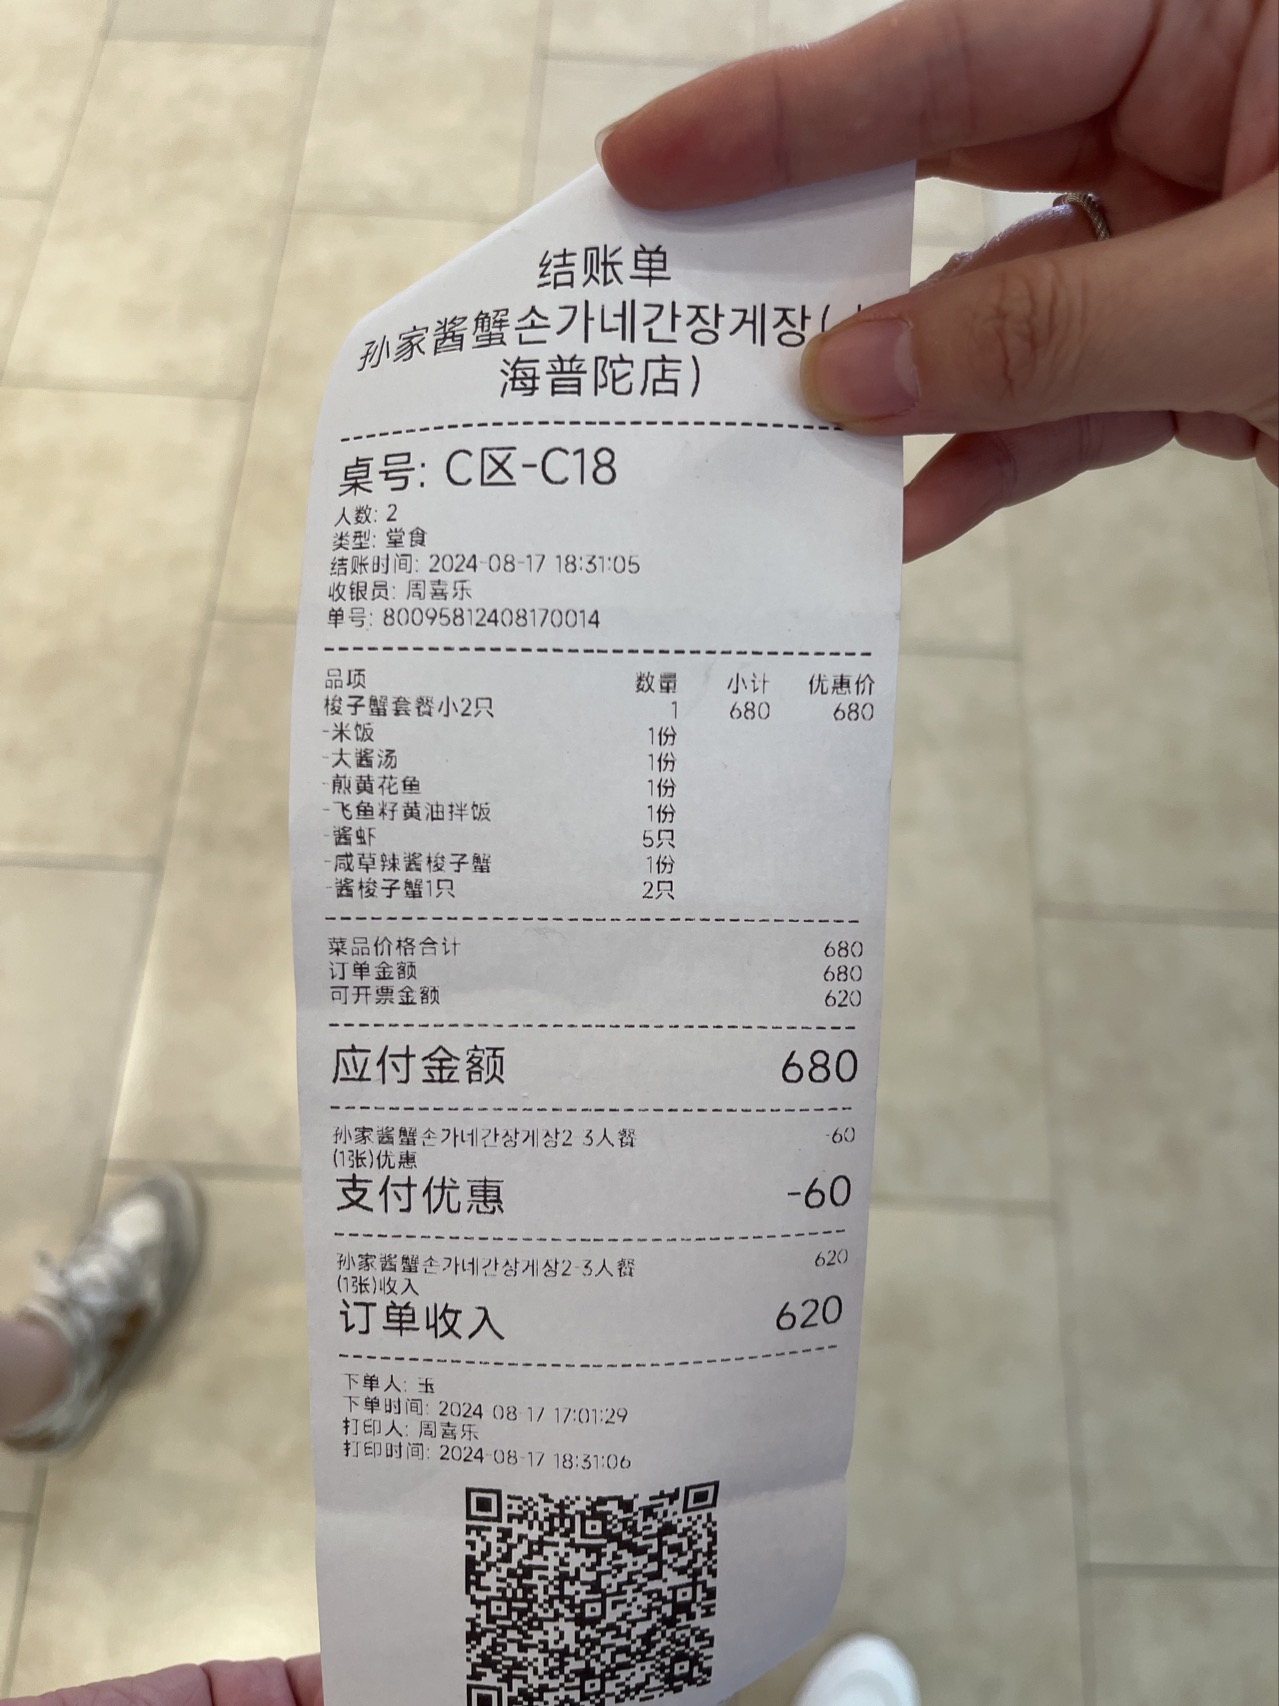 结账单
孙家酱蟹손가네간장게장(
海普陀店)
桌号: C区-C18
人数: 2
类型: 堂食
结账时间: 2024-08-17 18:31:05
收银员: 周喜乐
单号: 80095812408170014
品项 数量 小计 优惠价
梭子蟹套餐小2只 1 680 680
-米饭 1份
-大酱汤 1份
-煎黄花鱼 1份
-飞鱼籽黄油拌饭 1份
-酱虾 5只
-咸草辣酱梭子蟹 1份
-酱梭子蟹1只 2只
菜品价格合计 680
订单金额 680
可开票金额 620
应付金额 680
孙家酱蟹손가네간장게장2-3人餐 -60
(1张)优惠
支付优惠 -60
孙家酱蟹손가네간장게장2-3人餐 620
(1张)收入
订单收入 620
下单人: 玉
下单时间: 2024-08-17 17:01:29
打印人: 周喜乐
打印时间: 2024-08-17 18:31:06